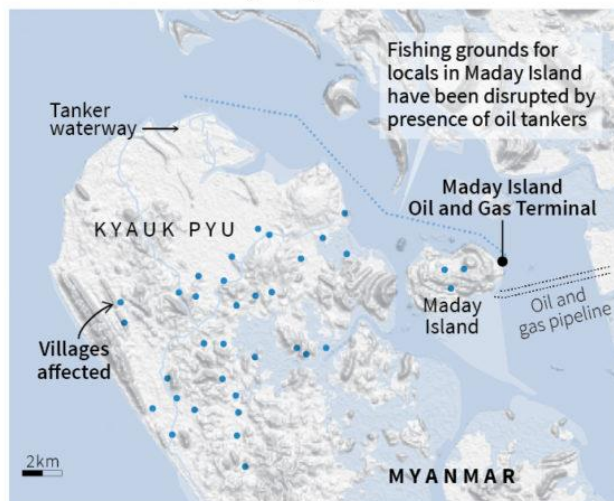 Fishing grounds for
locals in Maday Island
have been disrupted by
presence of oil tankers
Tanker
waterway
Maday Island
Oil and Gas Terminal
KYAUK PYU
Maday
Island
Oil and
gas pipeline
Villages
affected
2km
MYANMAR